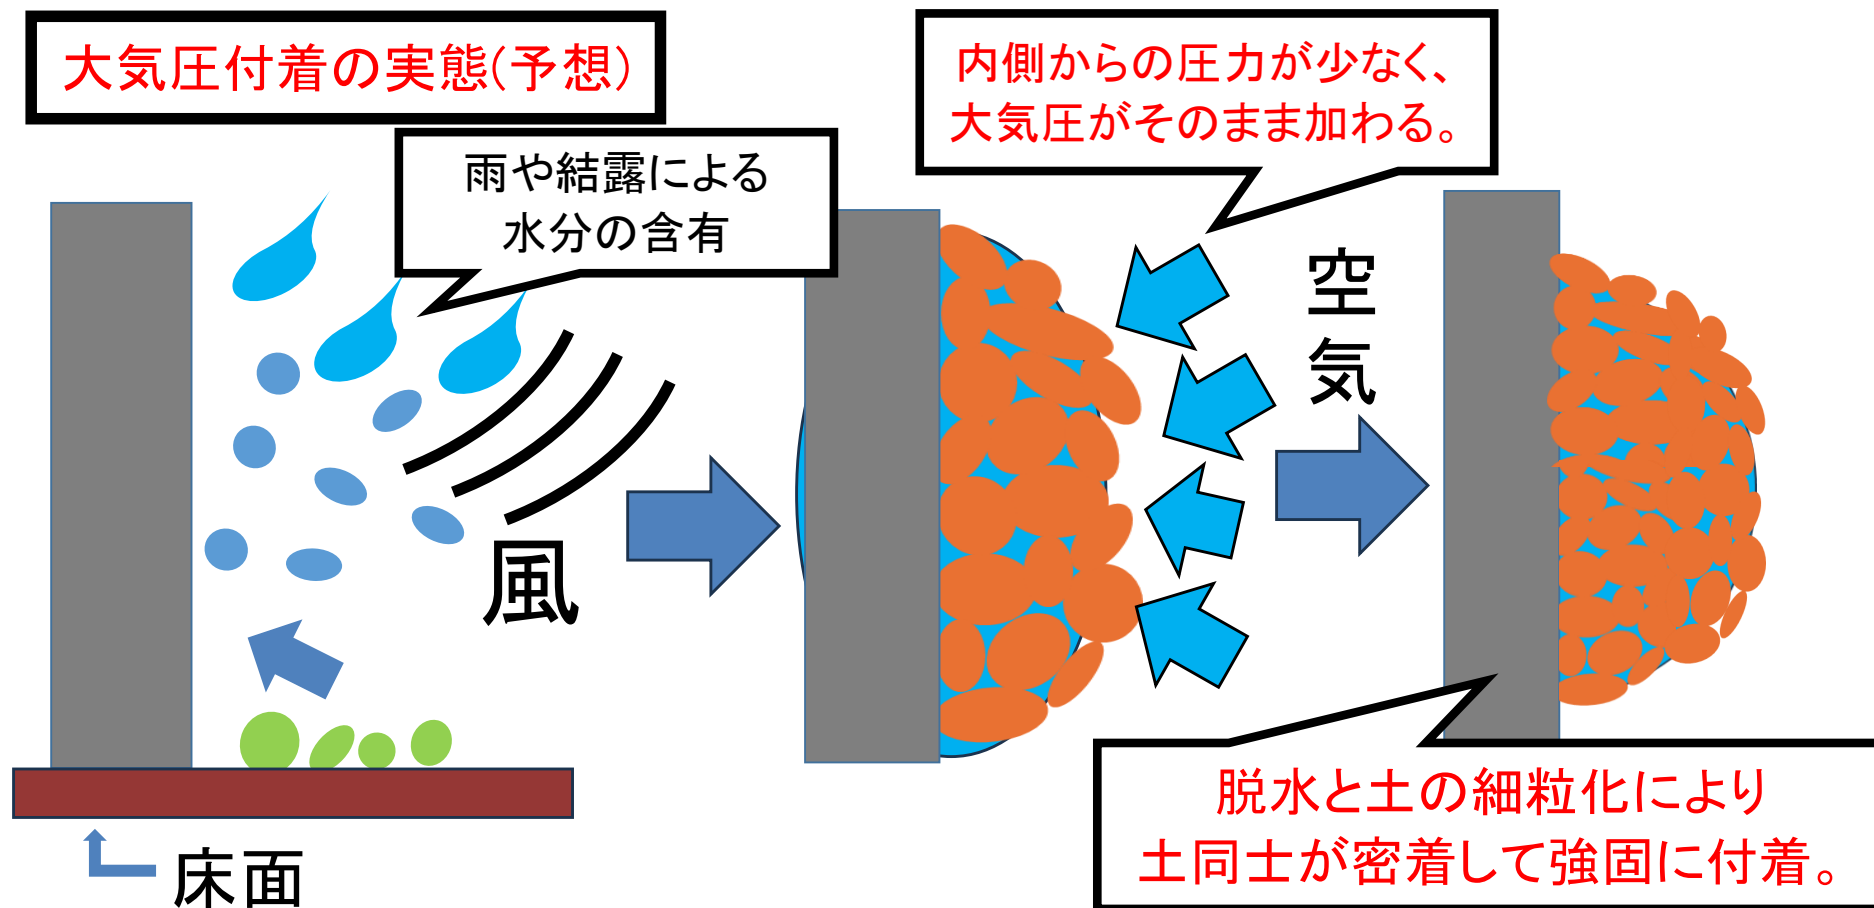 大気圧付着の実態(予想)
雨や結露による
水分の含有
風
床面
内側からの圧力が少なく、
大気圧がそのまま加わる。
空気
脱水と土の細粒化により
土同士が密着して強固に付着。